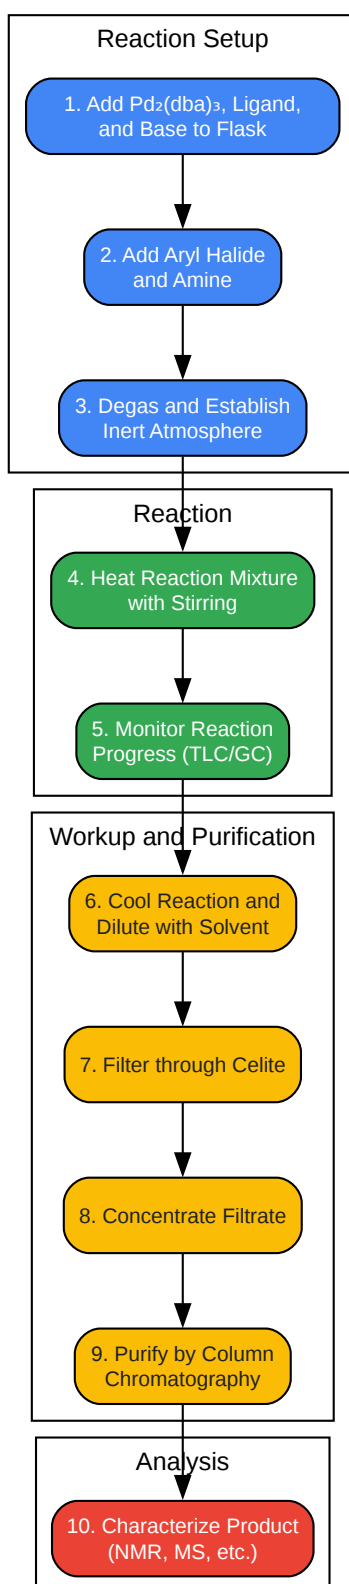 Reaction Setup
1. Add Pd₂(dba)₃, Ligand,
and Base to Flask
2. Add Aryl Halide
and Amine
3. Degas and Establish
Inert Atmosphere
Reaction
4. Heat Reaction Mixture
with Stirring
5. Monitor Reaction
Progress (TLC/GC)
Workup and Purification
6. Cool Reaction and
Dilute with Solvent
7. Filter through Celite
8. Concentrate Filtrate
9. Purify by Column
Chromatography
Analysis
10. Characterize Product
(NMR, MS, etc.)